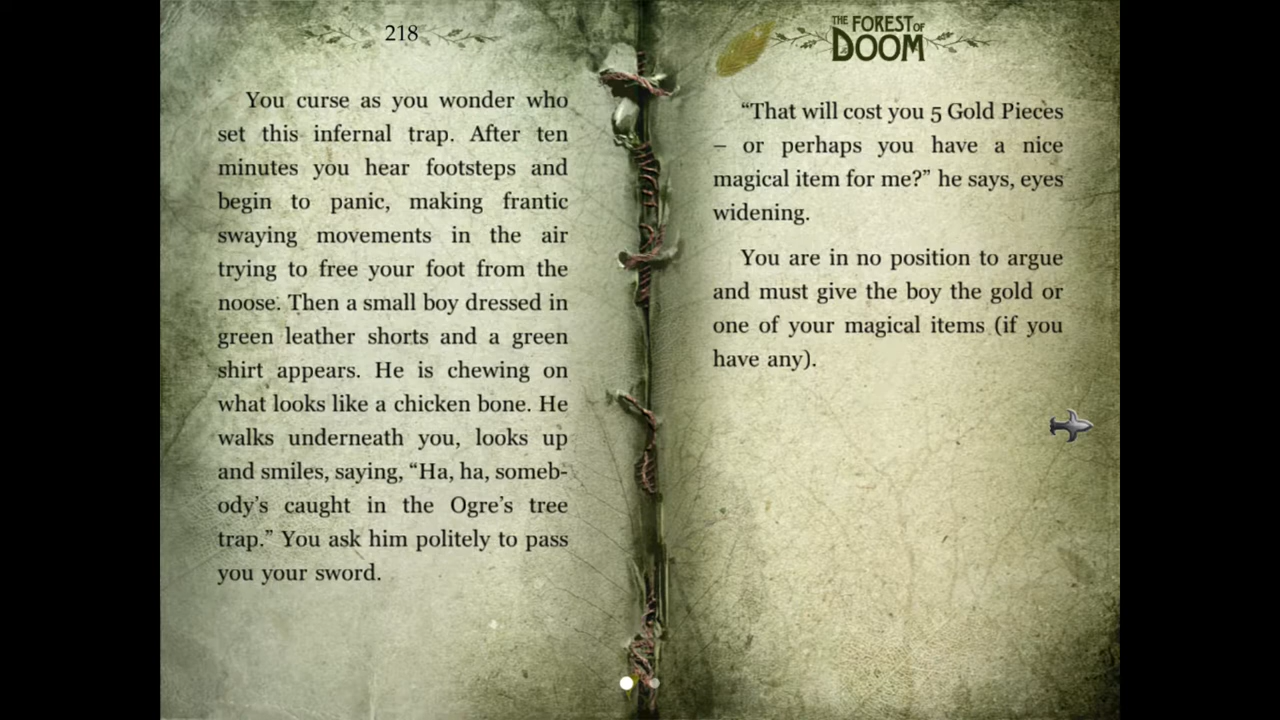 218
You curse as you wonder who
set this infernal trap. After ten
minutes you hear footsteps and
begin to panic, making frantic
swaying movements in the air
trying to free your foot from the
noose. Then a small boy dressed in
green leather shorts and a green
shirt appears. He is chewing on
what looks like a chicken bone. He
walks underneath you, looks up
and smiles, saying, “Ha, ha, someb-
ody’s caught in the Ogre’s tree
trap.” You ask him politely to pass
you your sword.
THE FOREST OF
DOOM
“That will cost you 5 Gold Pieces
– or perhaps you have a nice
magical item for me?” he says, eyes
widening.
You are in no position to argue
and must give the boy the gold or
one of your magical items (if you
have any).